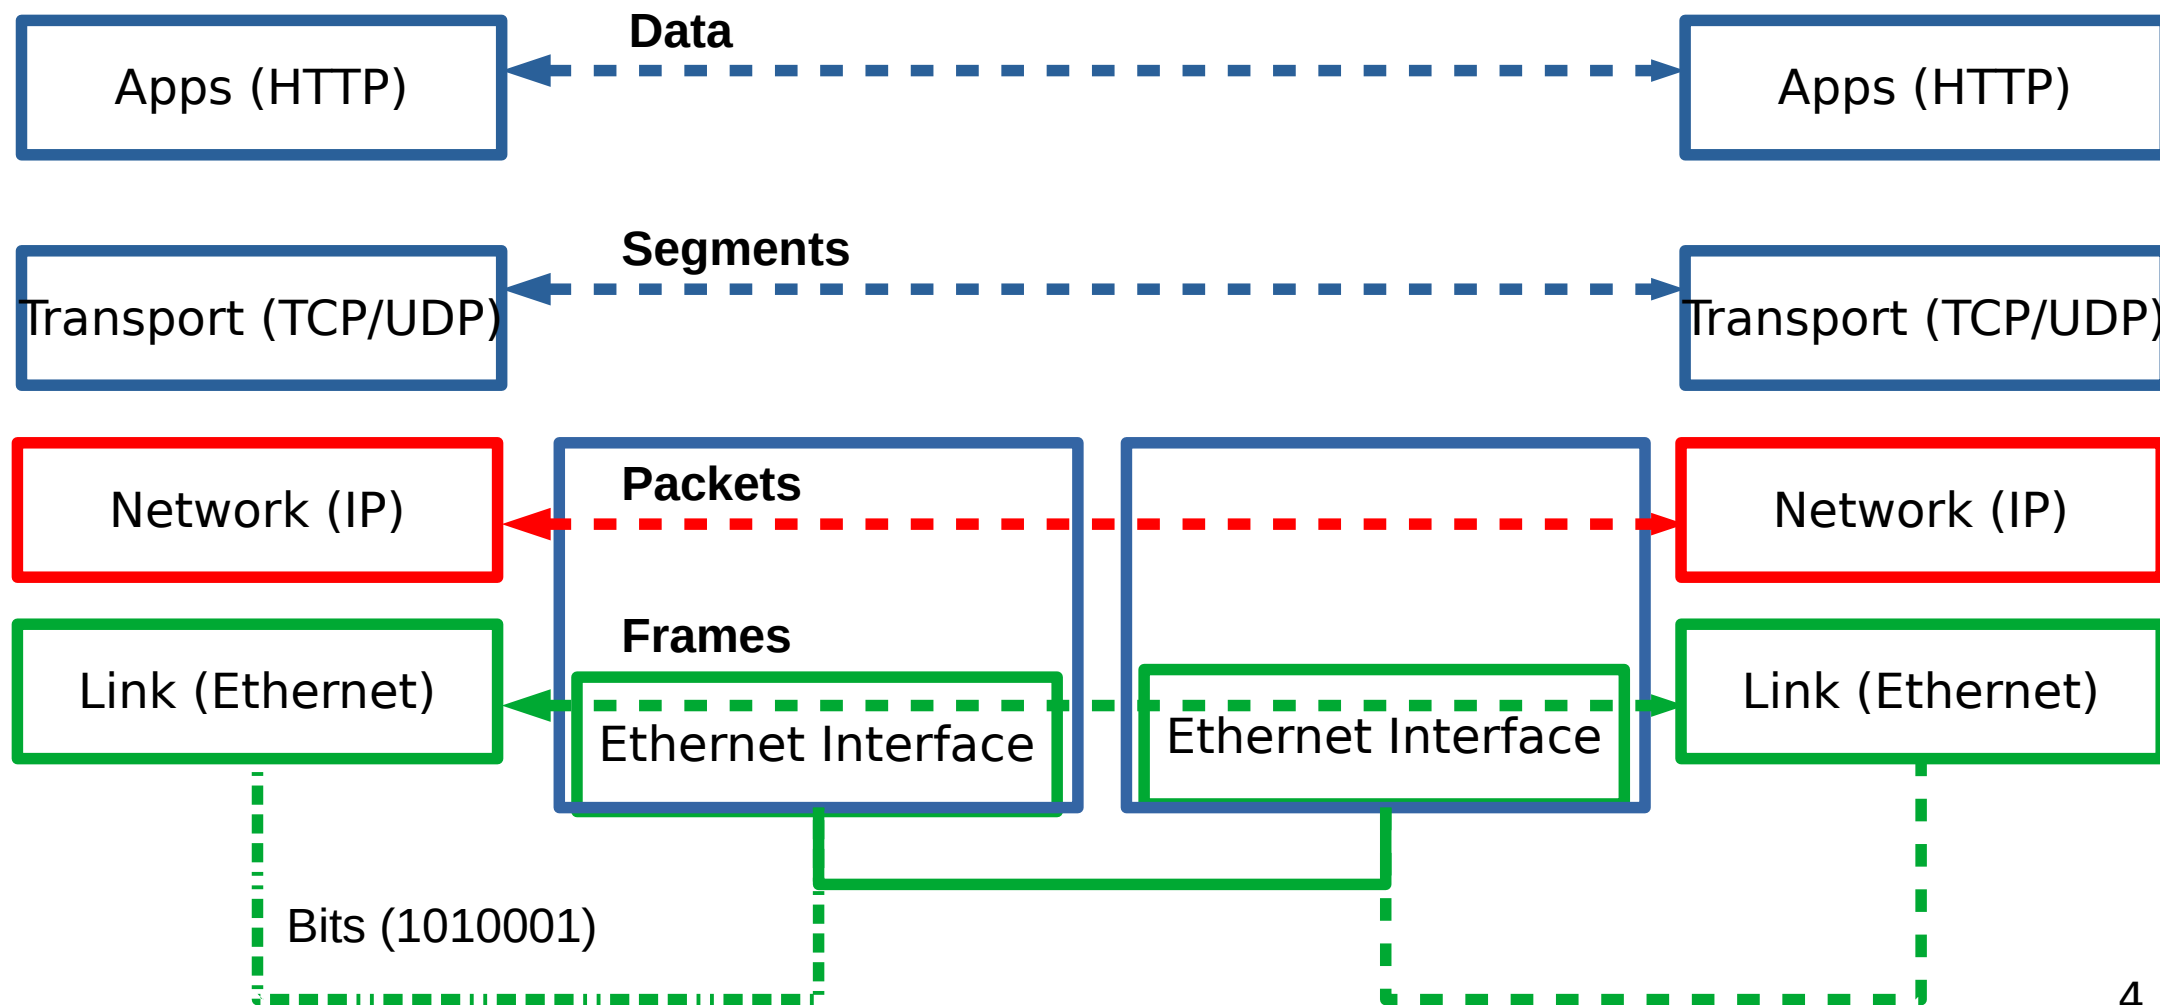 Data
Apps (HTTP)
Apps (HTTP)
Segments
Transport (TCP/UDP)
Transport (TCP/UDP)
Packets
Network (IP)
Network (IP)
Frames
Link (Ethernet)
Ethernet Interface
Ethernet Interface
Link (Ethernet)
Bits (1010001)
4